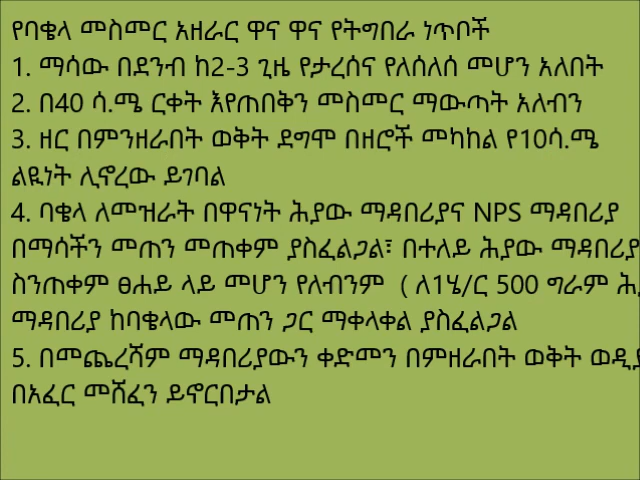 የባቄላ መስመር አዘራር ዋና ዋና የትግበራ ነጥቦች
1. ማሳው በደንብ ከ2-3 ጊዜ የታረሰና የለሰለሰ መሆን አለበት
2. በ40 ሳ.ሜ ርቀት እየጠበቅን መስመር ማውጣት አለብን
3. ዘር በምንዘራበት ወቅት ደግሞ በዘሮች መካከል የ10ሳ.ሜ
ልዩነት ሊኖረው ይገባል
4. ባቄላ ለመዝራት በዋናነት ሕያው ማዳበሪያና NPS ማዳበሪያ
በማሳችን መጠን መጠቀም ያስፈልጋል፣ በተለይ ሕያው ማዳበሪያ
ስንጠቀም ፀሐይ ላይ መሆን የለብንም ( ለ1ሄ/ር 500 ግራም
ማዳበሪያ ከባቄላው መጠን ጋር ማቀላቀል ያስፈልጋል
5. በመጨረሻም ማዳበሪያውን ቀድመን በምዘራበት ወቅት
በአፈር መሸፈን ይኖርበታል